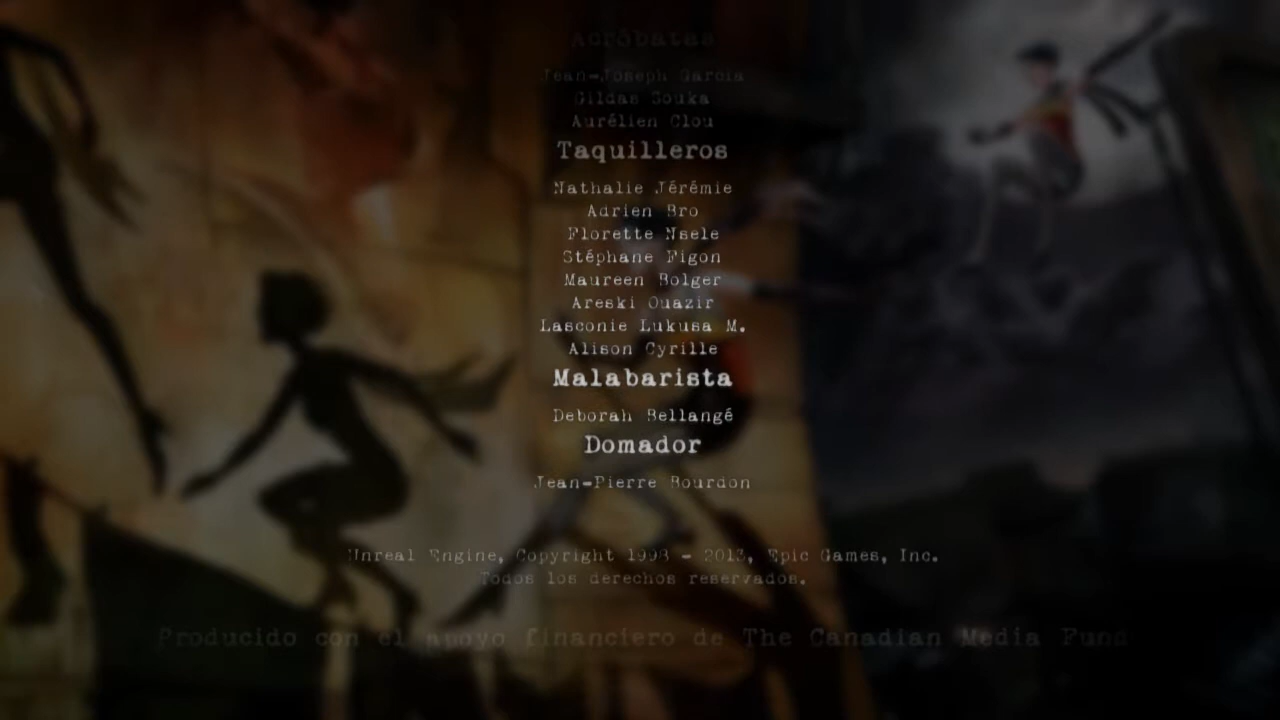 Acróbatas
Jean-Joseph Garcia
Gildas Gouka
Aurélien Clou
Taquilleros
Nathalie Jérémie
Adrien Bro
Florette Nsele
Stéphane Figon
Maureen Bolger
Areski Ouazir
Lasconie Lukusa M.
Alison Cyrille
Malabarista
Deborah Bellangé
Domador
Jean-Pierre Bourdon
Unreal Engine, Copyright 1998 - 2013, Epic Games, Inc.
Todos los derechos reservados.
Producido con el apoyo financiero de The Canadian Media Fund